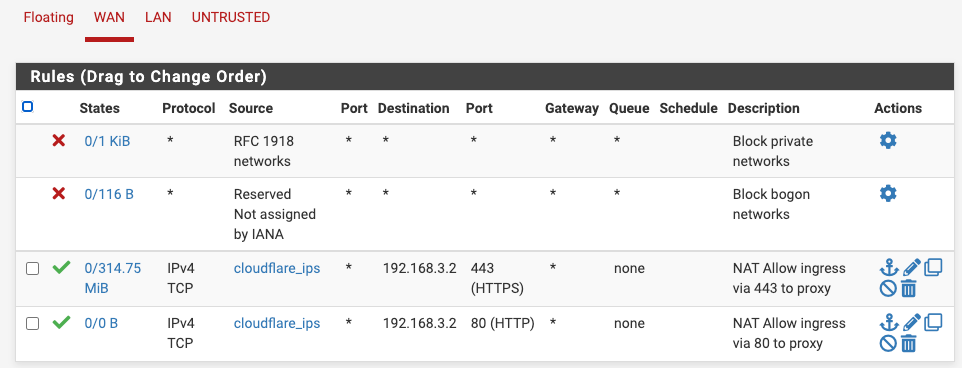 Floating WAN LAN UNTRUSTED
Rules (Drag to Change Order)
States Protocol Source Port Destination Port Gateway Queue Schedule Description Actions
0/1 KiB * RFC 1918 * * * * * Block private
networks networks
0/116 B * Reserved * * * * * Block bogon
Not assigned networks
by IANA
0/314.75 IPv4 cloudflare_ips * 192.168.3.2 443 * none NAT Allow ingress
MiB TCP (HTTPS) via 443 to proxy
0/0 B IPv4 cloudflare_ips * 192.168.3.2 80 (HTTP) * none NAT Allow ingress
TCP via 80 to proxy